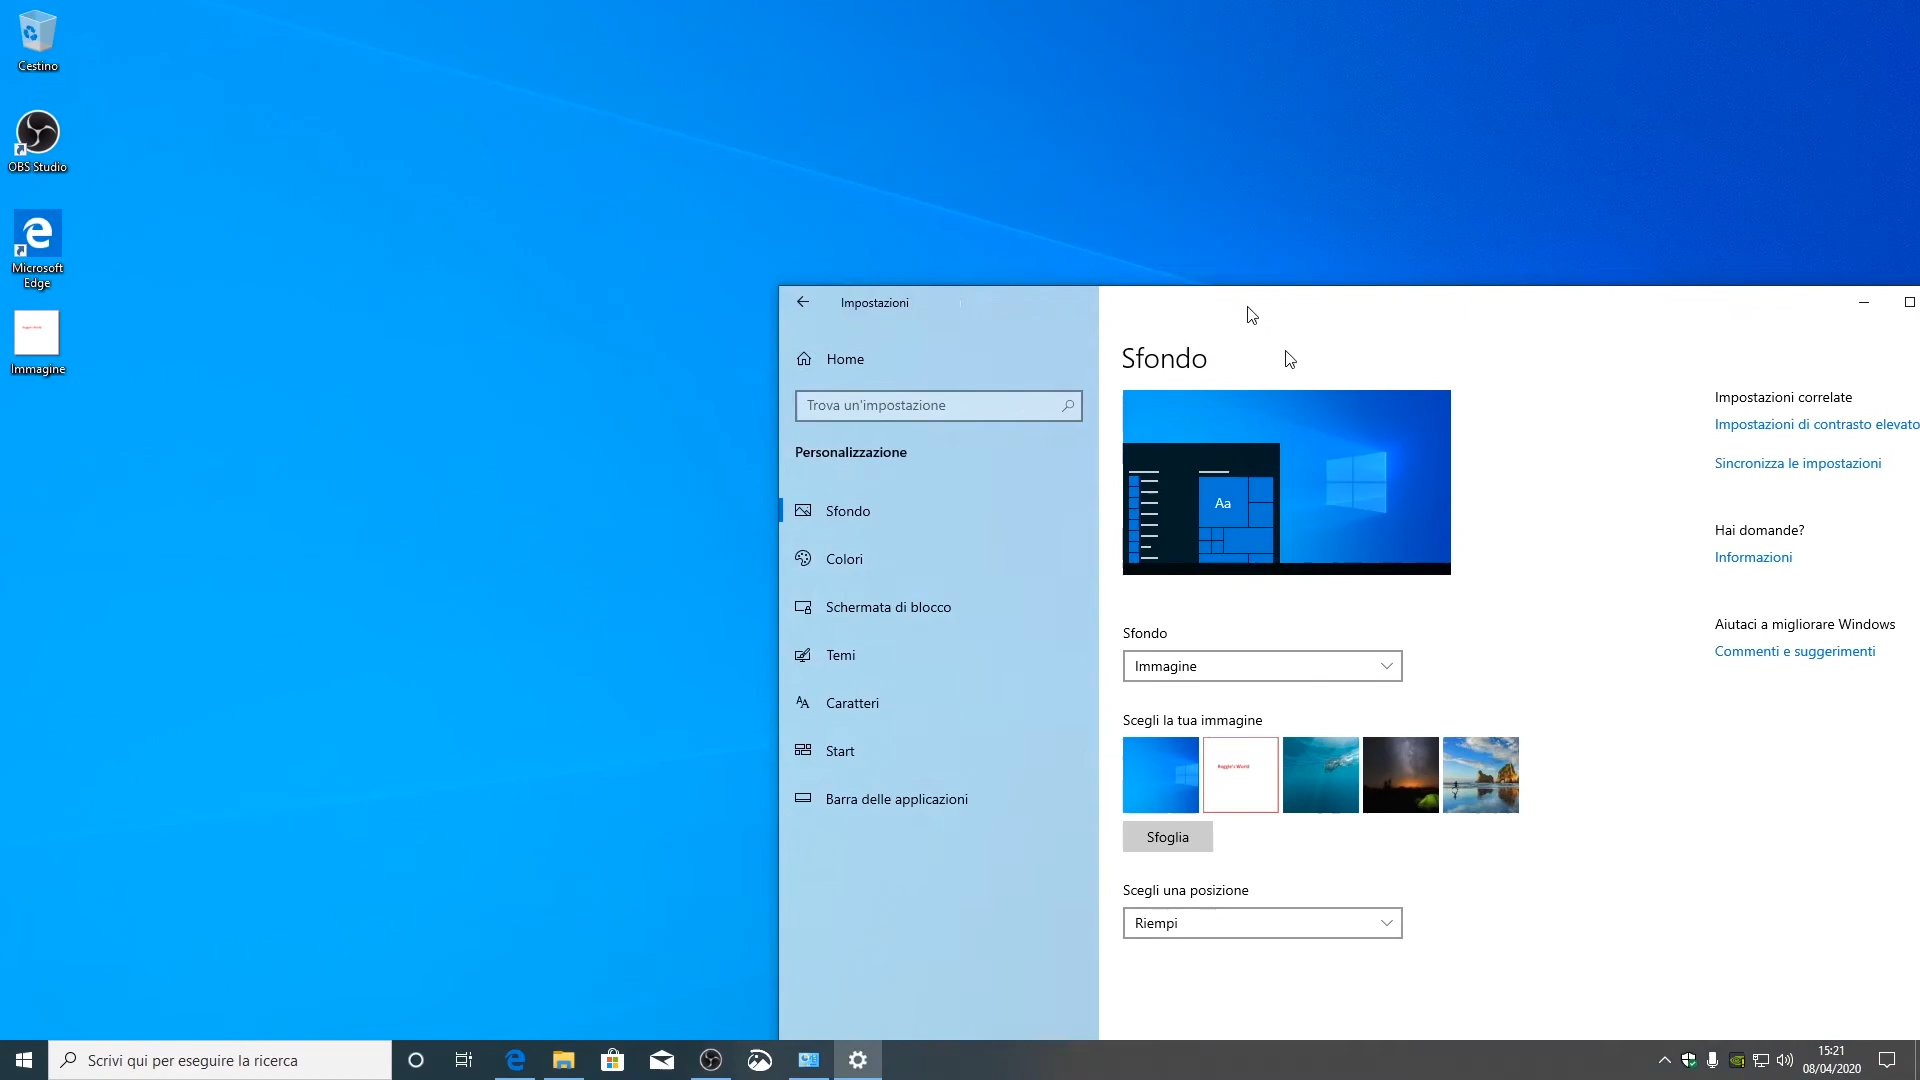 Cestino
OBS Studio
Microsoft
Edge
Immagine
Impostazioni
Home
Trova un'impostazione
Personalizzazione
Sfondo
Colori
Schermata di blocco
Temi
Caratteri
Start
Barra delle applicazioni
Sfondo
Aa
Sfondo
Immagine
Scegli la tua immagine
Ruggio's World
Sfoglia
Scegli una posizione
Riempi
Impostazioni correlate
Impostazioni di contrasto elevato
Sincronizza le impostazioni
Hai domande?
Informazioni
Aiutaci a migliorare Windows
Commenti e suggerimenti
Scrivi qui per eseguire la ricerca
15:21
08/04/2020